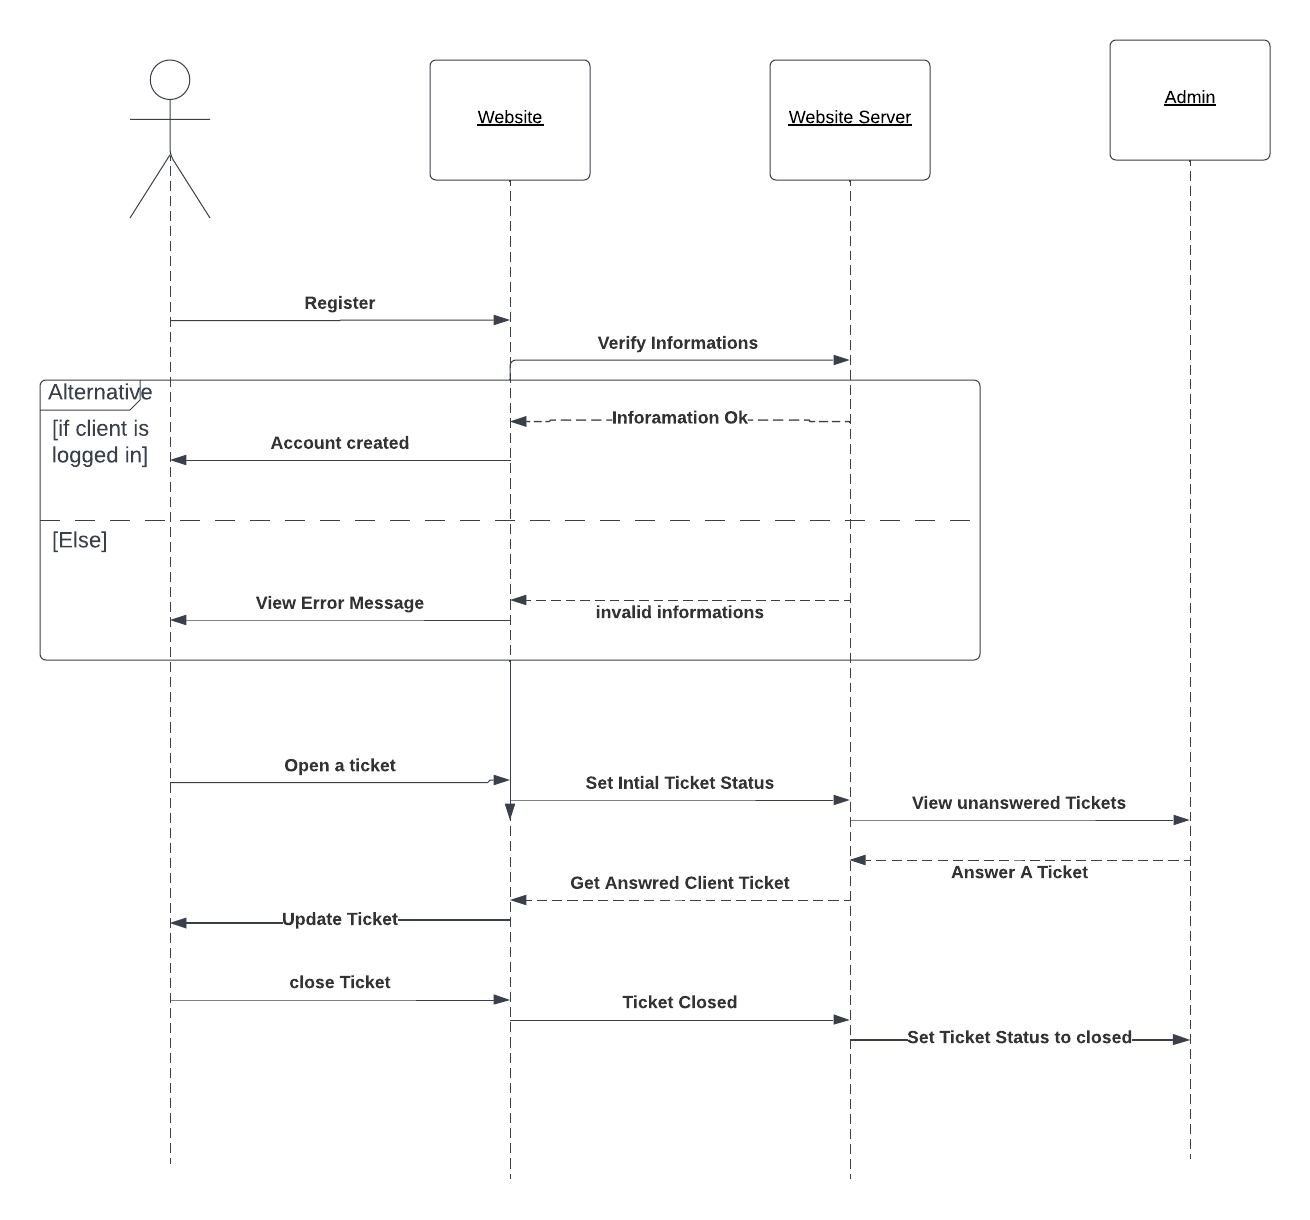 Website
Website Server
Admin
Register
Verify Informations
Alternative
[if client is
logged in]
Inforamation Ok
Account created
[Else]
View Error Message
invalid informations
Open a ticket
Set Intial Ticket Status
View unanswered Tickets
Answer A Ticket
Get Answred Client Ticket
Update Ticket
close Ticket
Ticket Closed
Set Ticket Status to closed